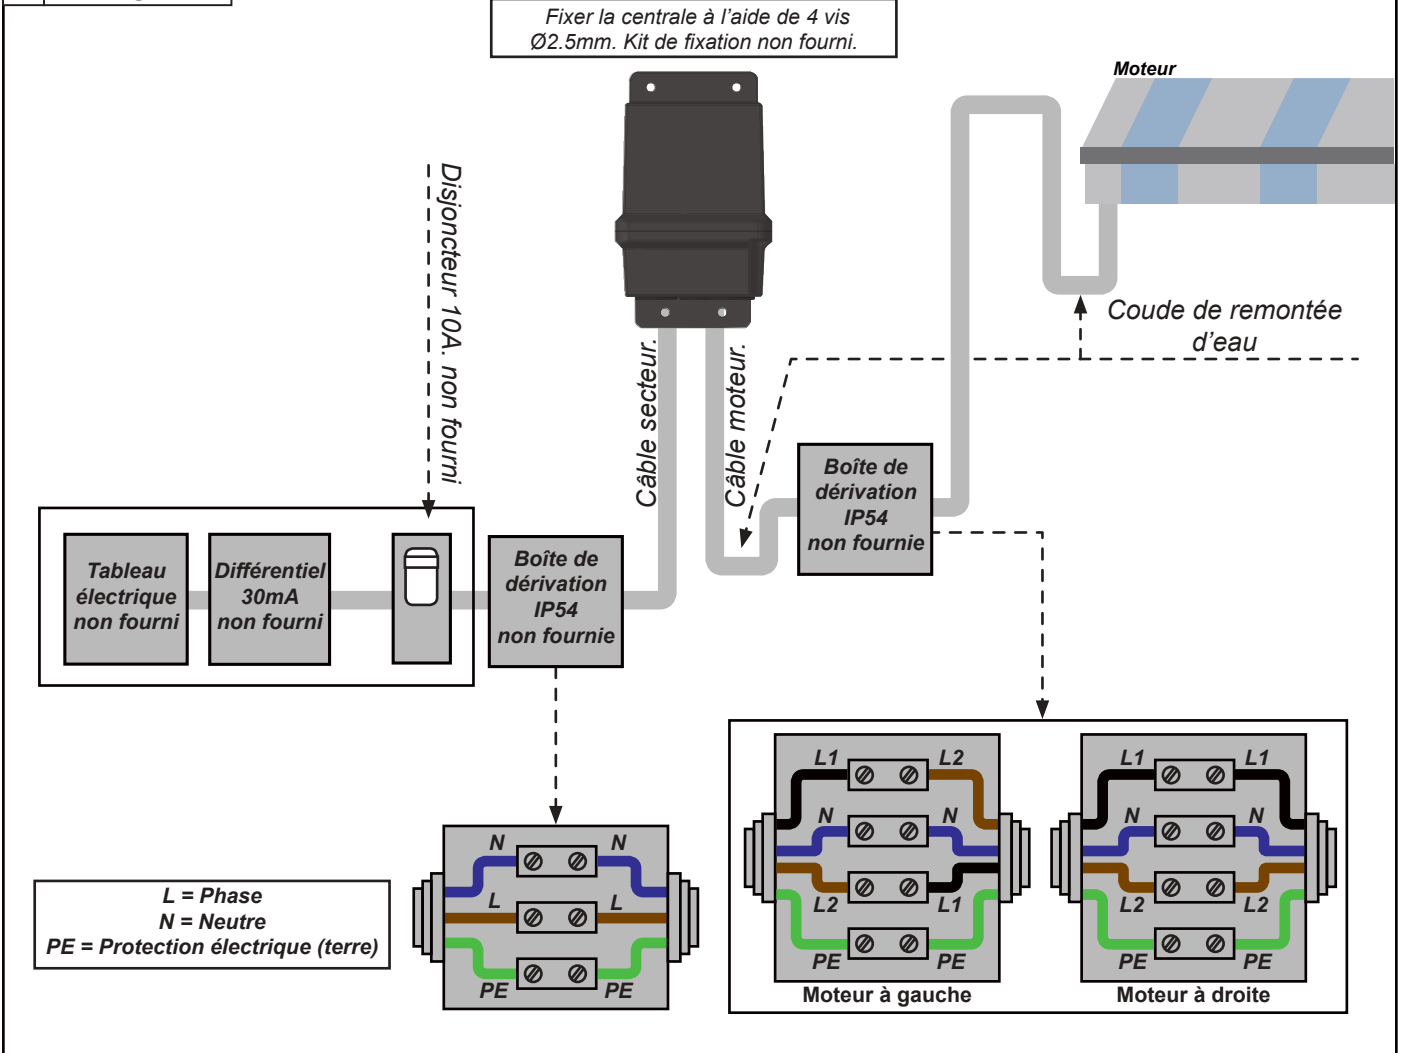 Fixer la centrale à l'aide de 4 vis
Ø2.5mm. Kit de fixation non fourni.
Moteur
Disjoncteur 10A. non fourni
Câble secteur.
Câble moteur.
Coude de remontée
d'eau
Tableau
électrique
non fourni
Différentiel
30mA
non fourni
Boîte de
dérivation
IP54
non fournie
Boîte de
dérivation
IP54
non fournie
L = Phase
N = Neutre
PE = Protection électrique (terre)
N N
L L
PE PE
L1 L2
N N
L2 L1
PE PE
Moteur à gauche
L1 L1
N N
L2 L2
PE PE
Moteur à droite